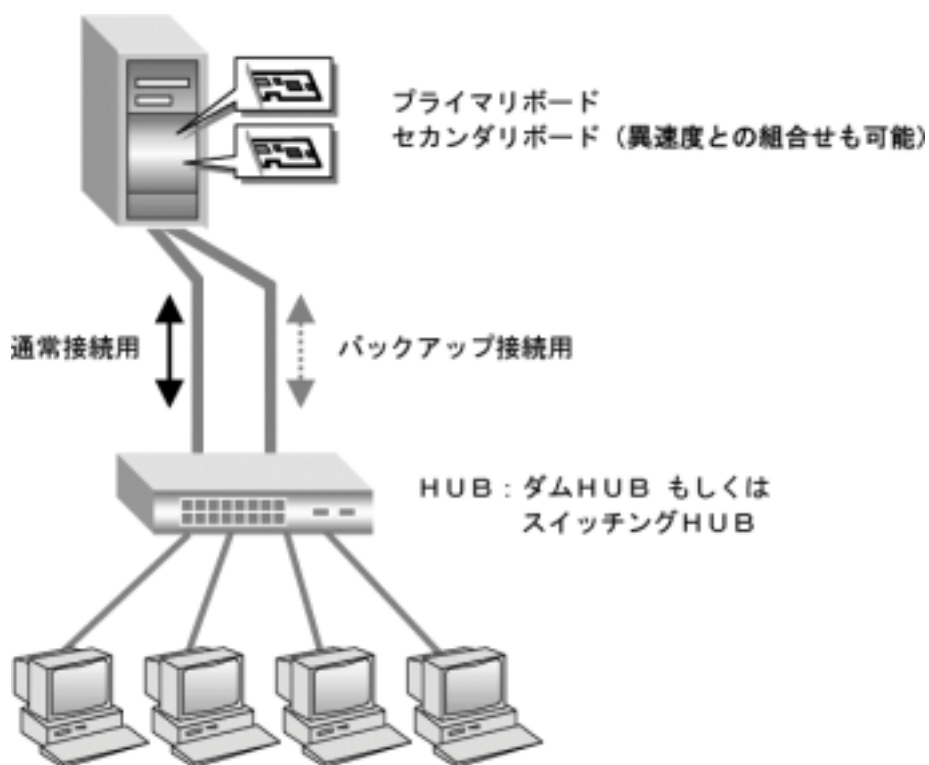 プライマリボード
セカンダリボード（異速度との組合せも可能）
通常接続用
バックアップ接続用
ＨＵＢ：ダムＨＵＢ もしくは
スイッチングＨＵＢ